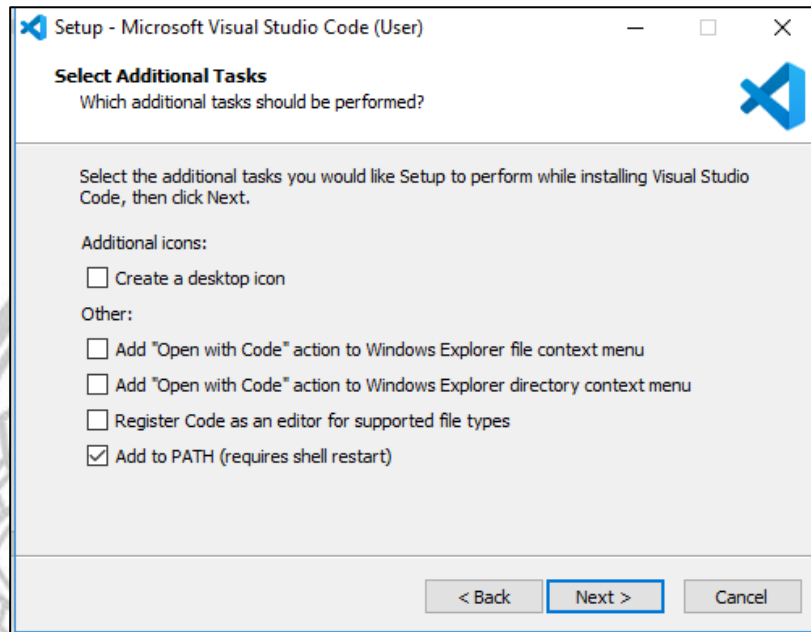 Setup - Microsoft Visual Studio Code (User)
Select Additional Tasks
Which additional tasks should be performed?
Select the additional tasks you would like Setup to perform while installing Visual Studio
Code, then click Next.
Additional icons:
Create a desktop icon
Other:
Add "Open with Code" action to Windows Explorer file context menu
Add "Open with Code" action to Windows Explorer directory context menu
Register Code as an editor for supported file types
Add to PATH (requires shell restart)
< Back Next > Cancel